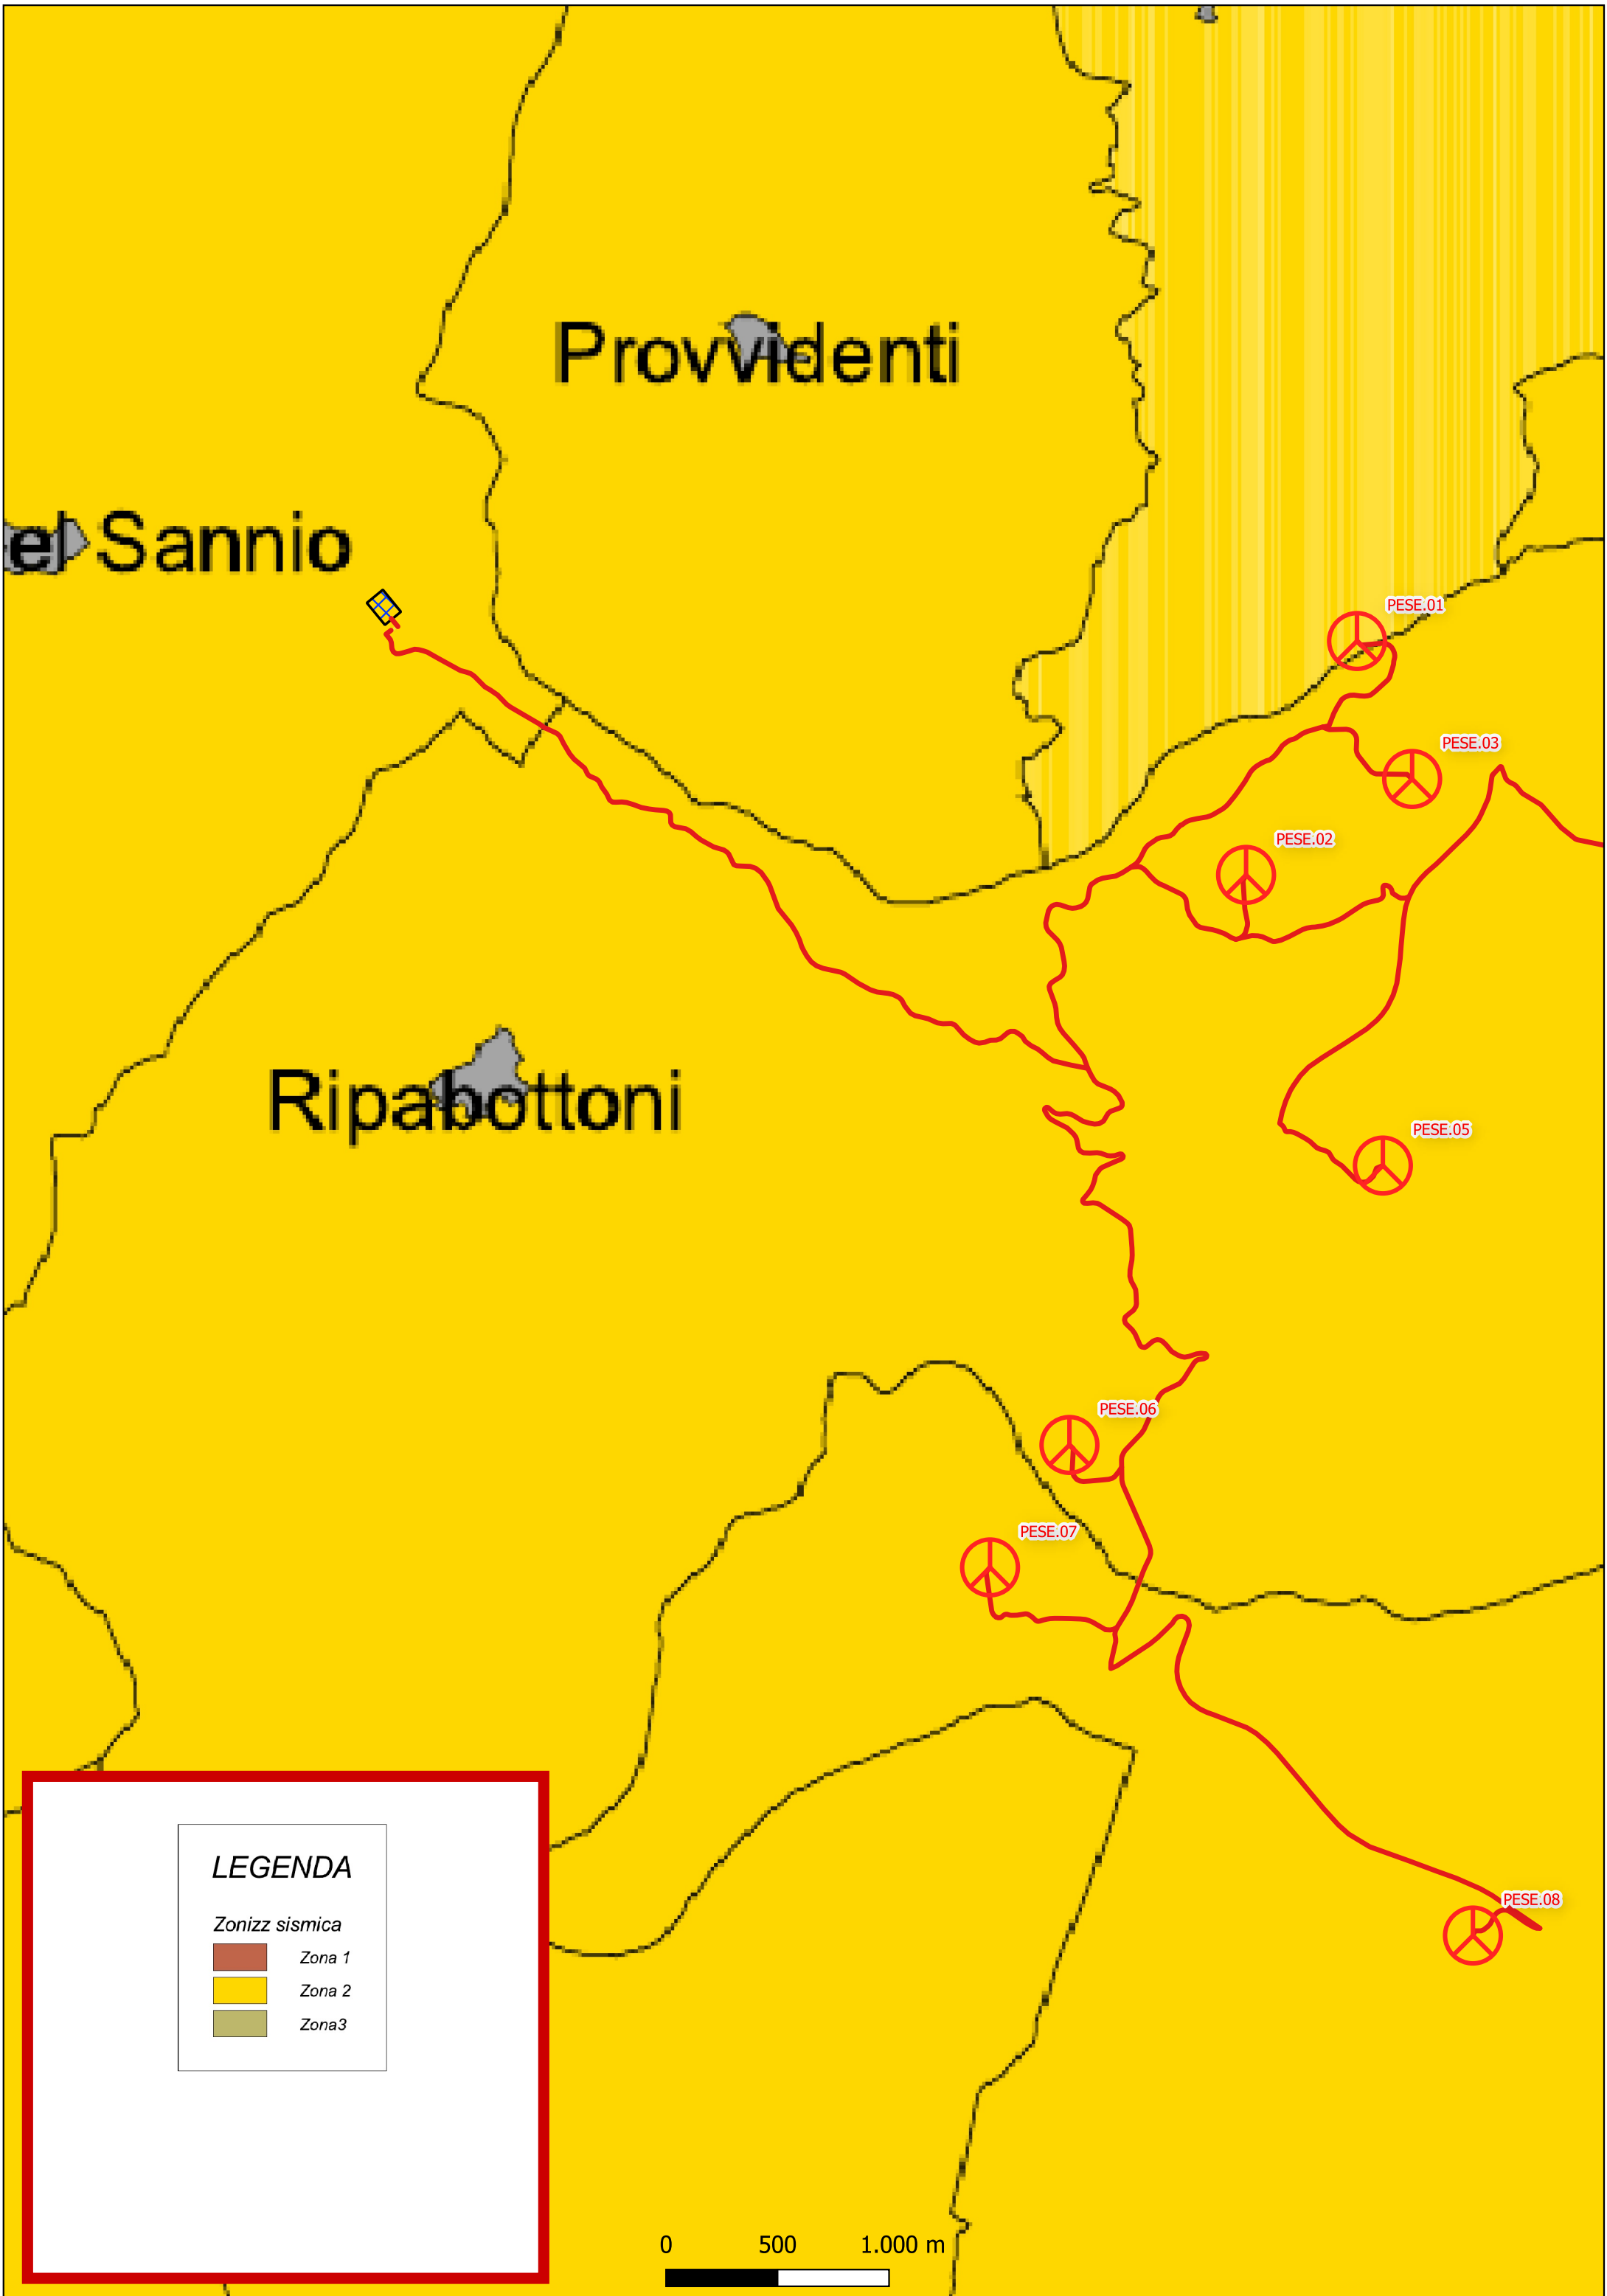 Provvidenti
el Sannio
PESE.01
PESE.03
PESE.02
Ripabottoni
PESE.05
PESE.06
PESE.07
PESE.08
LEGENDA
Zonizz sismica
Zona 1
Zona 2
Zona3
0 500 1.000 m